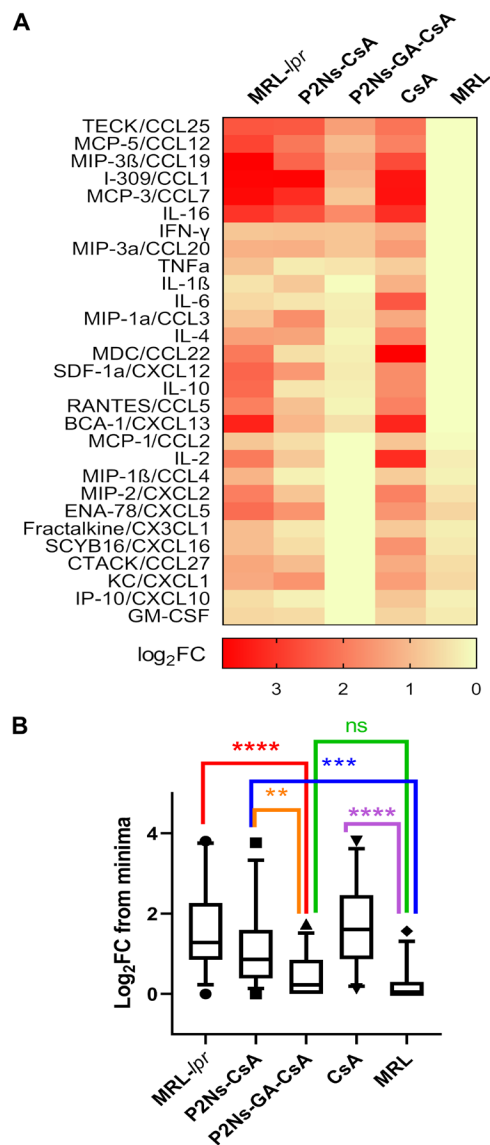 A
MRL-lpr P2Ns-CsA P2Ns-GA-CsA CsA MRL
TECK/CCL25
MCP-5/CCL12
MIP-3ß/CCL19
I-309/CCL1
MCP-3/CCL7
IL-16
IFN-γ
MIP-3a/CCL20
TNFa
IL-1ß
IL-6
MIP-1a/CCL3
IL-4
MDC/CCL22
SDF-1a/CXCL12
IL-10
RANTES/CCL5
BCA-1/CXCL13
MCP-1/CCL2
IL-2
MIP-1ß/CCL4
MIP-2/CXCL2
ENA-78/CXCL5
Fractalkine/CX3CL1
SCYB16/CXCL16
CTACK/CCL27
KC/CXCL1
IP-10/CXCL10
GM-CSF
log₂FC
3 2 1 0
B
ns
**** ***
** ****
Log₂FC from minima
4
2
0
MRL-lpr P2Ns-CsA P2Ns-GA-CsA CsA MRL